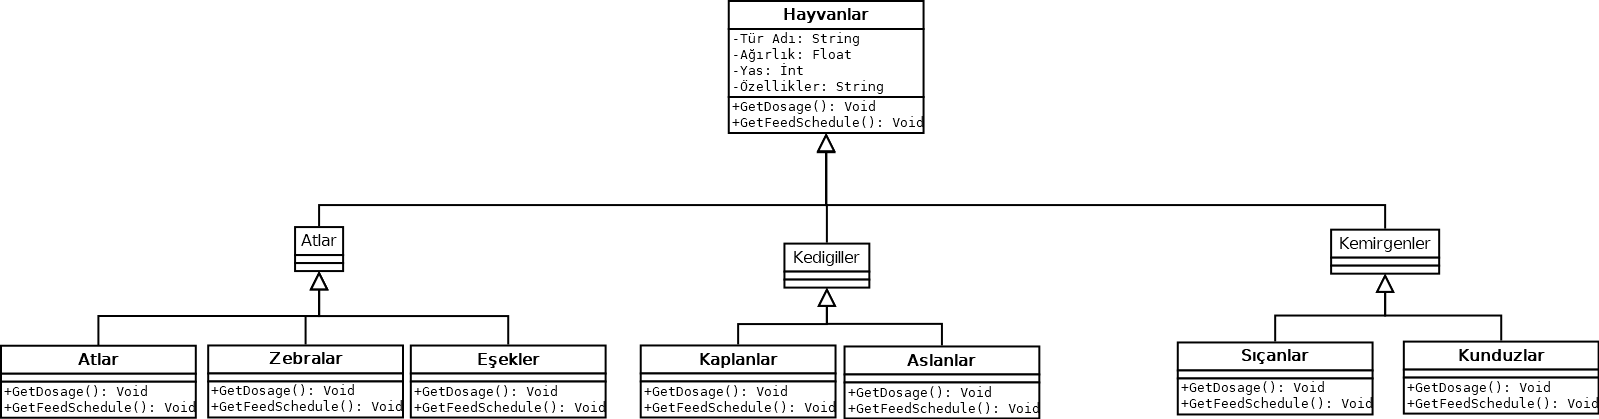 Hayvanlar
-Tür Adı: String
-Ağırlık: Float
-Yas: İnt
-Özellikler: String
+GetDosage(): Void
+GetFeedSchedule(): Void
Atlar
Kedigiller
Kemirgenler
Atlar
+GetDosage(): Void
+GetFeedSchedule(): Void
Zebralar
+GetDosage(): Void
+GetFeedSchedule(): Void
Eşekler
+GetDosage(): Void
+GetFeedSchedule(): Void
Kaplanlar
+GetDosage(): Void
+GetFeedSchedule(): Void
Aslanlar
+GetDosage(): Void
+GetFeedSchedule(): Void
Sıçanlar
+GetDosage(): Void
+GetFeedSchedule(): Void
Kunduzlar
+GetDosage(): Void
+GetFeedSchedule(): Void